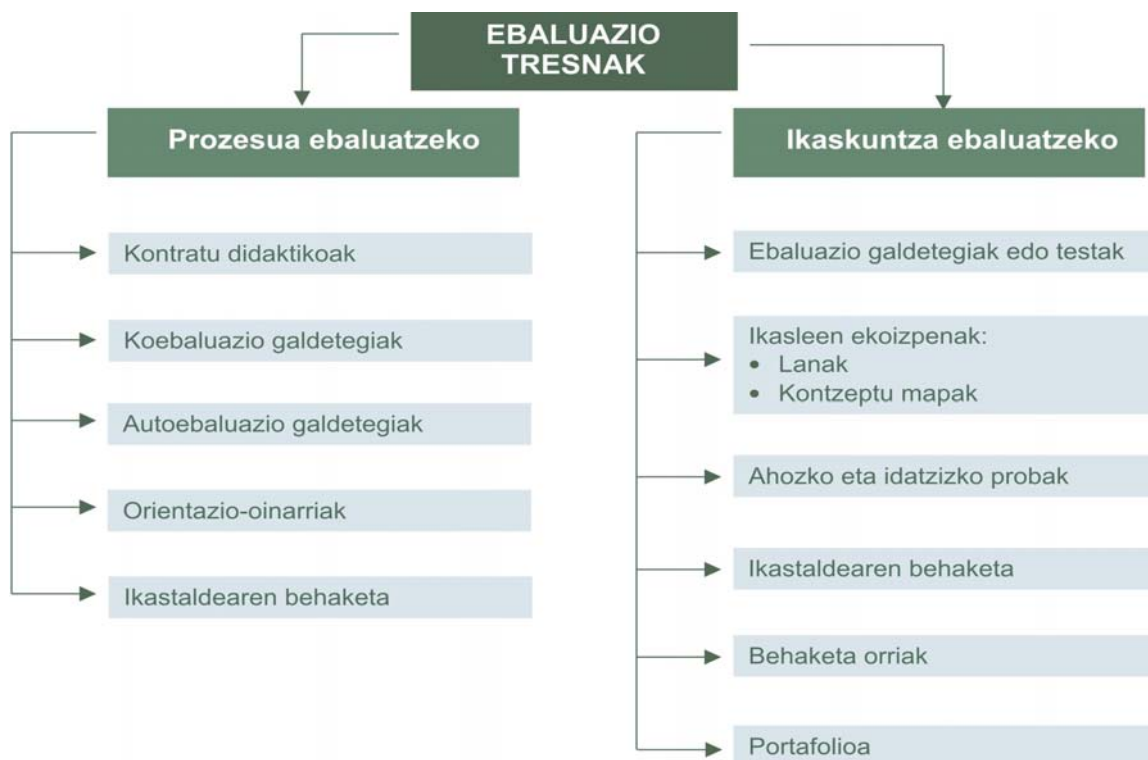 EBALUAZIO
TRESNAK
Prozesua ebaluatzeko
Kontratu didaktikoak
Koebaluazio galdetegiak
Autoebaluazio galdetegiak
Orientazio-oinarriak
Ikastaldearen behaketa
Ikaskuntza ebaluatzeko
Ebaluazio galdetegiak edo testak
Ikasleen ekoizpenak:
• Lanak
• Kontzeptu mapak
Ahozko eta idatzizko probak
Ikastaldearen behaketa
Behaketa orriak
Portafolioa